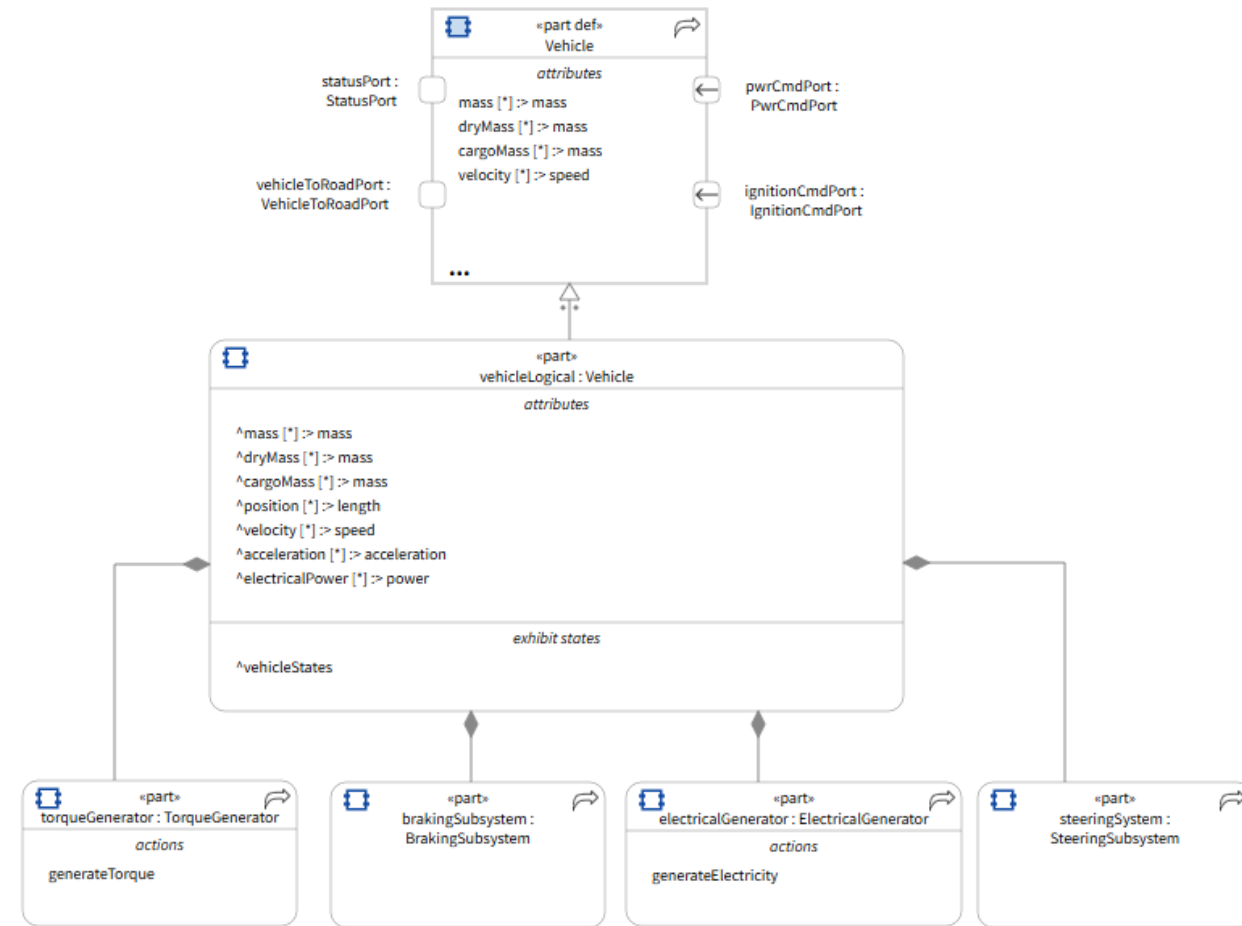 «part def»
Vehicle
attributes
mass [*] :> mass
dryMass [*] :> mass
cargoMass [*] :> mass
velocity [*] :> speed
...
statusPort :
StatusPort
vehicleToRoadPort :
VehicleToRoadPort
pwrCmdPort :
PwrCmdPort
ignitionCmdPort :
IgnitionCmdPort
«part»
vehicleLogical : Vehicle
attributes
^mass [*] :> mass
^dryMass [*] :> mass
^cargoMass [*] :> mass
^position [*] :> length
^velocity [*] :> speed
^acceleration [*] :> acceleration
^electricalPower [*] :> power
exhibit states
^vehicleStates
«part»
torqueGenerator : TorqueGenerator
actions
generateTorque
«part»
brakingSubsystem :
BrakingSubsystem
«part»
electricalGenerator : ElectricalGenerator
actions
generateElectricity
«part»
steeringSystem :
SteeringSubsystem